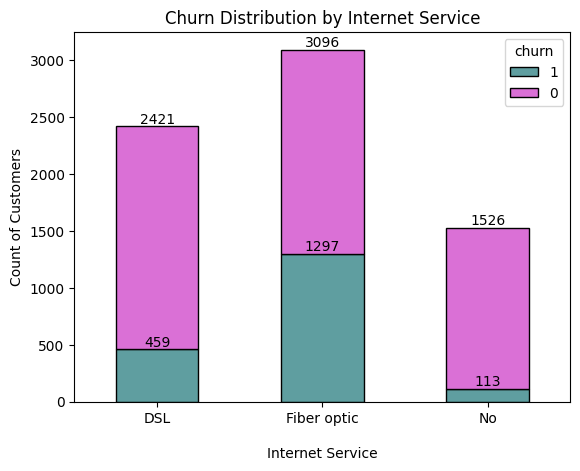 Churn Distribution by Internet Service
churn
1
0
3096
2421
1526
1297
459
113
3000
2500
2000
1500
1000
500
0
Count of Customers
DSL
Fiber optic
No
Internet Service